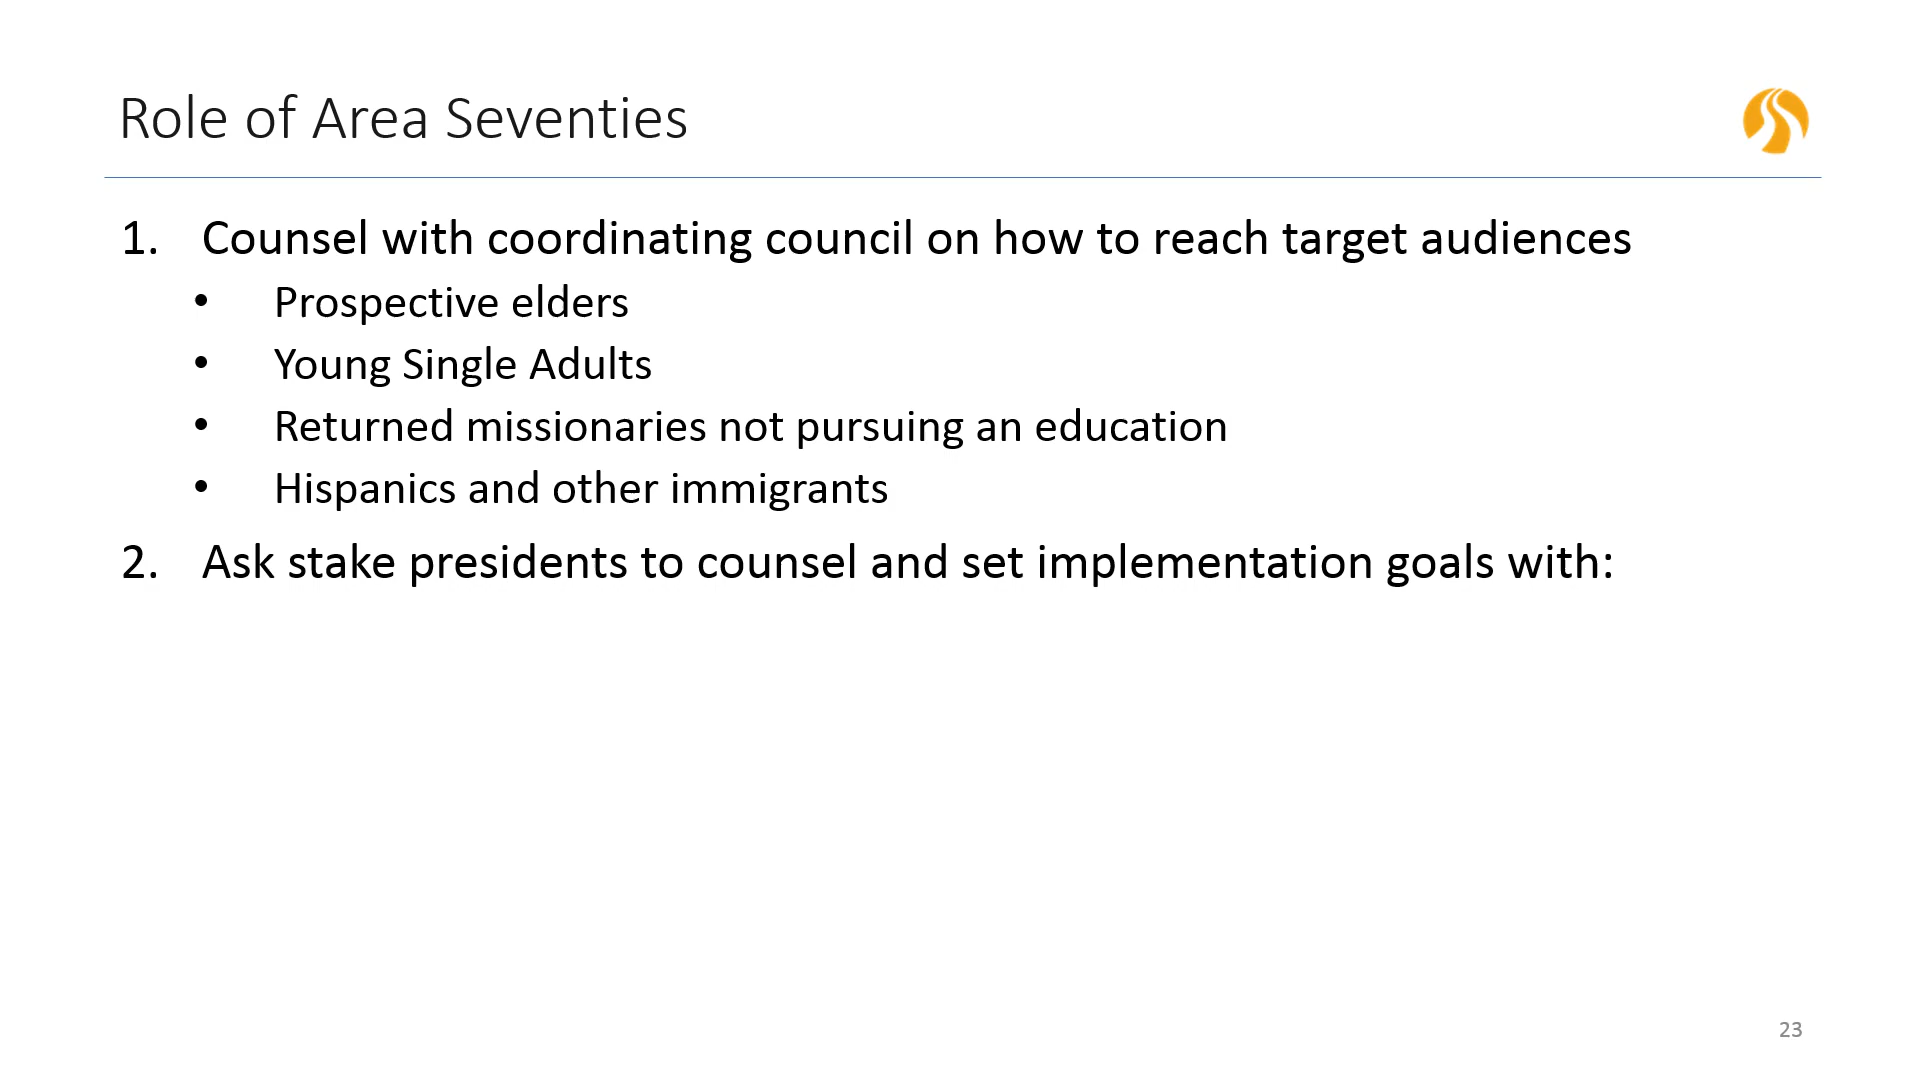 Role of Area Seventies
1. Counsel with coordinating council on how to reach target audiences
• Prospective elders
• Young Single Adults
• Returned missionaries not pursuing an education
• Hispanics and other immigrants
2. Ask stake presidents to counsel and set implementation goals with:
23